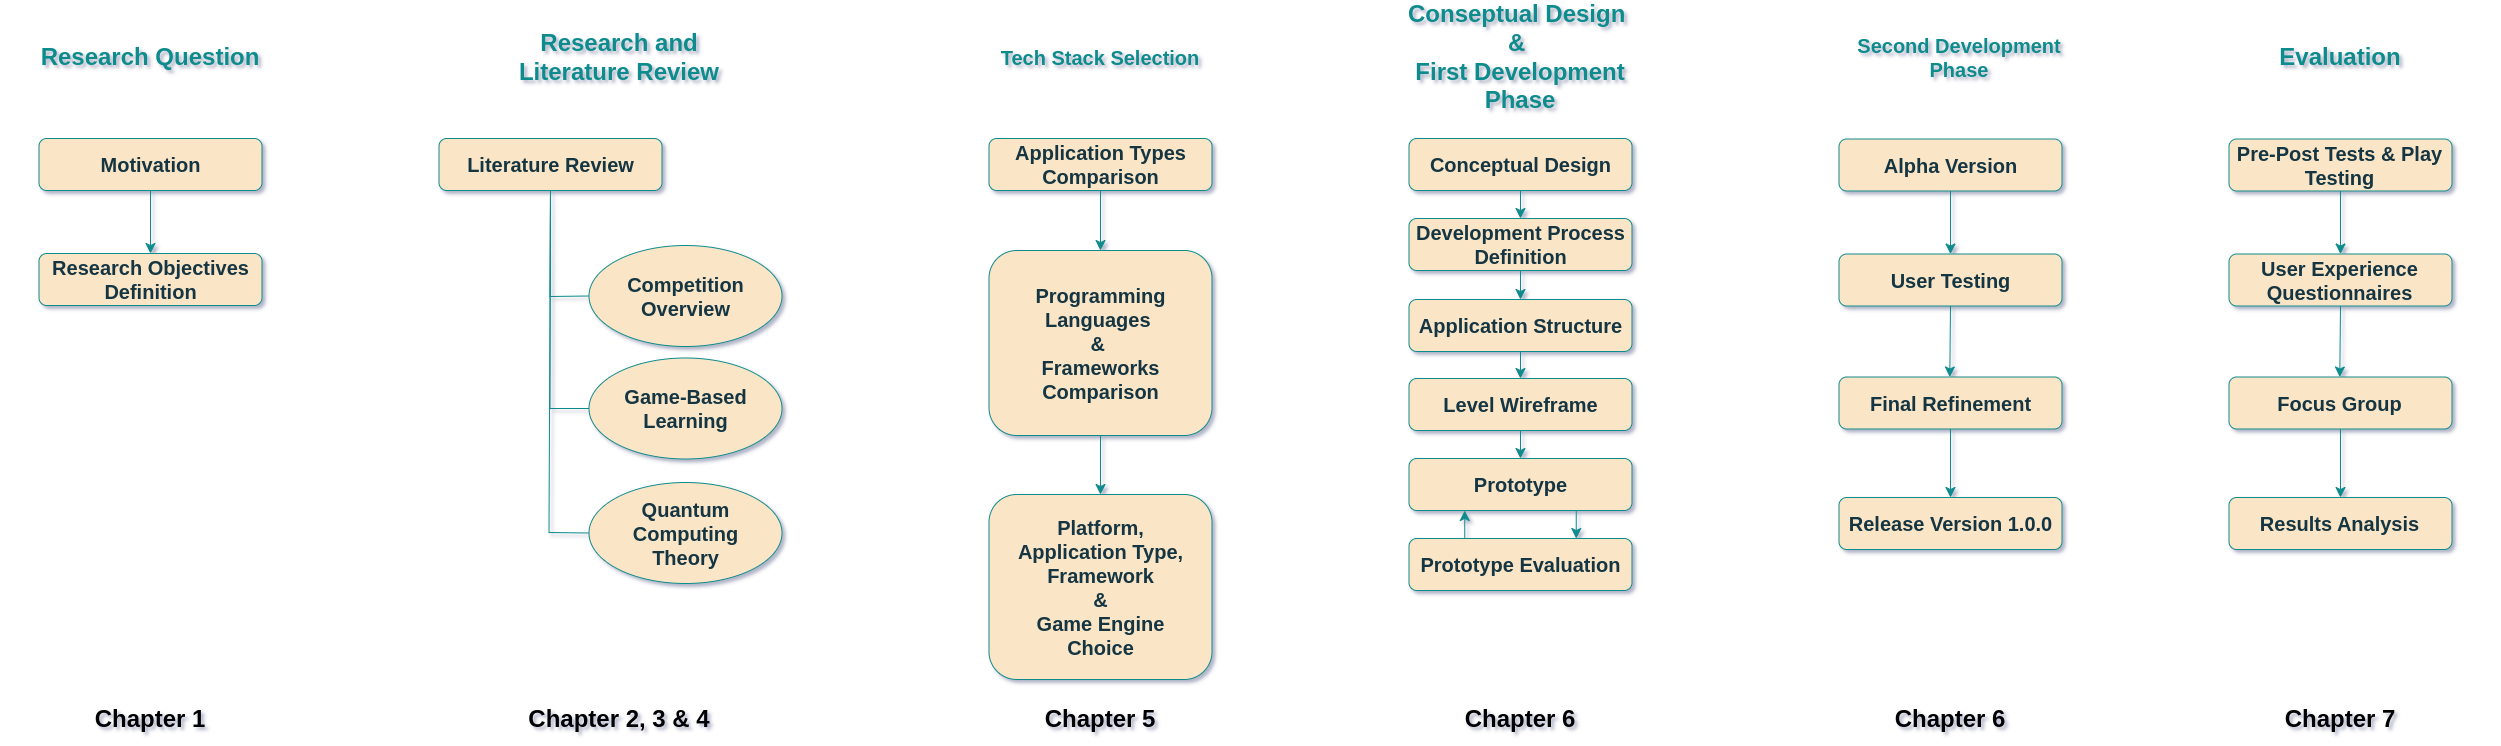 Research Question
Motivation
Research Objectives
Definition
Chapter 1
Research and
Literature Review
Literature Review
Competition
Overview
Game-Based
Learning
Quantum
Computing
Theory
Chapter 2, 3 & 4
Tech Stack Selection
Application Types
Comparison
Programming
Languages
&
Frameworks
Comparison
Platform,
Application Type,
Framework
&
Game Engine
Choice
Chapter 5
Conseptual Design
&
First Development
Phase
Conceptual Design
Development Process
Definition
Application Structure
Level Wireframe
Prototype
Prototype Evaluation
Chapter 6
Second Development
Phase
Alpha Version
User Testing
Final Refinement
Release Version 1.0.0
Chapter 6
Evaluation
Pre-Post Tests & Play
Testing
User Experience
Questionnaires
Focus Group
Results Analysis
Chapter 7